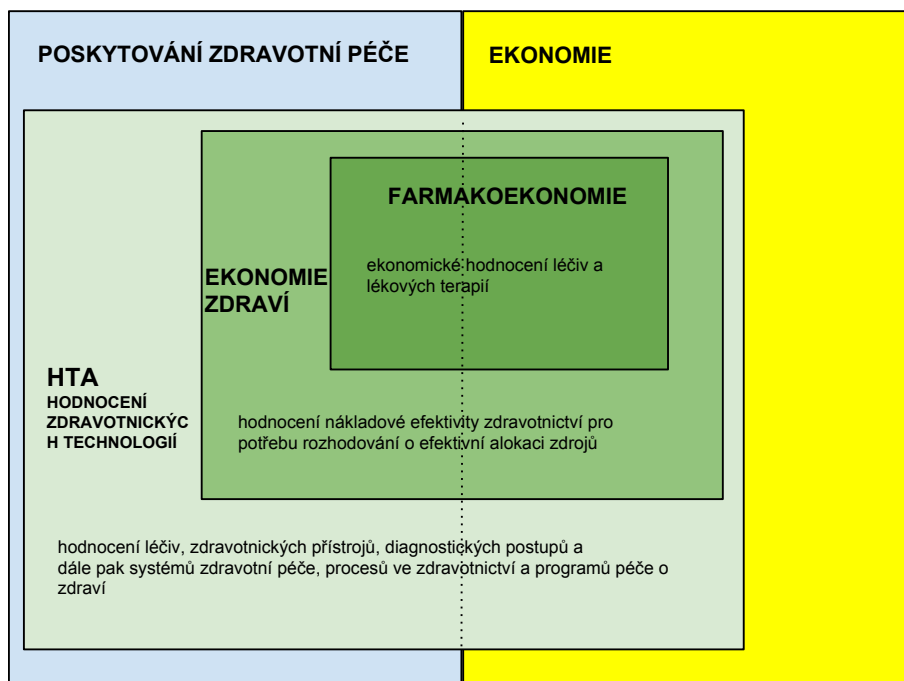 POSKYTOVÁNÍ ZDRAVOTNÍ PÉČE
EKONOMIE
FARMAKOEKONOMIE
ekonomické hodnocení léčiv a
lékových terapií
EKONOMIE
ZDRAVÍ
hodnocení nákladové efektivity zdravotnictví pro
potřebu rozhodování o efektivní alokaci zdrojů
HTA
HODNOCENÍ
ZDRAVOTNICKÝC
H TECHNOLOGIÍ
hodnocení léčiv, zdravotnických přístrojů, diagnostických postupů a
dále pak systémů zdravotní péče, procesů ve zdravotnictví a programů péče o
zdraví